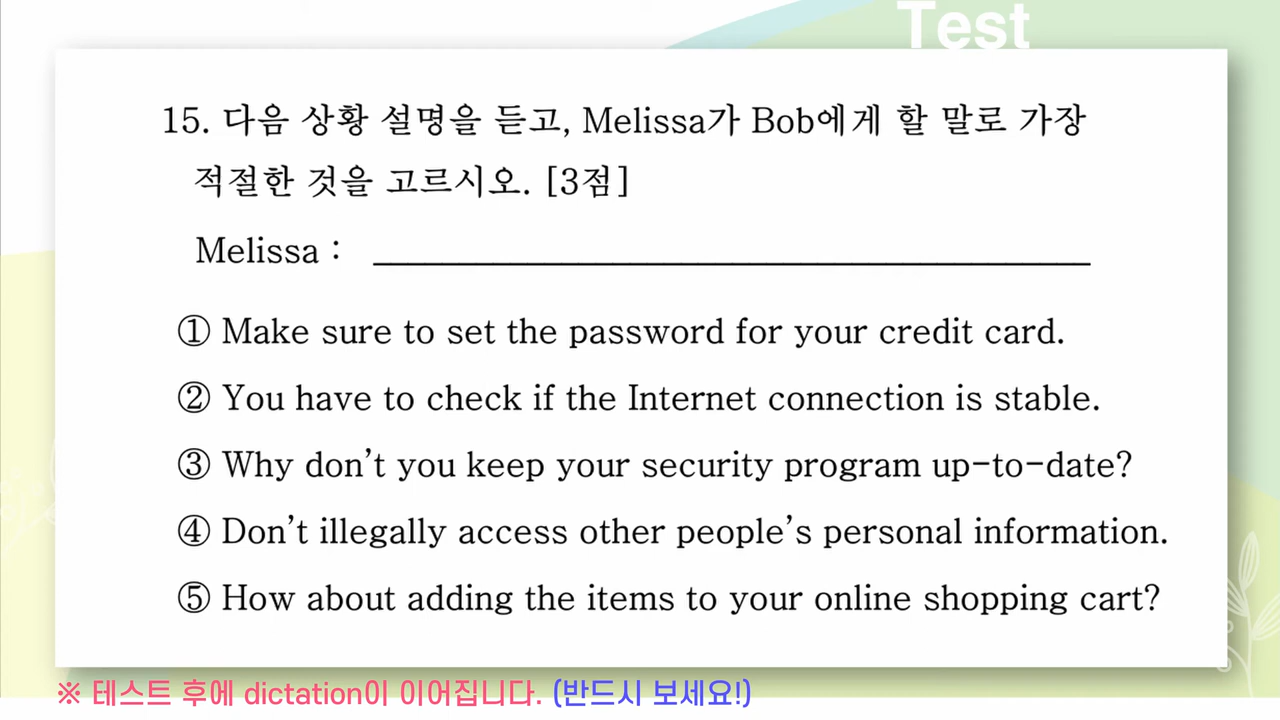 Test
15. 다음 상황 설명을 듣고, Melissa가 Bob에게 할 말로 가장
적절한 것을 고르시오. [3점]
Melissa : ______________________________
① Make sure to set the password for your credit card.
② You have to check if the Internet connection is stable.
③ Why don’t you keep your security program up-to-date?
④ Don’t illegally access other people’s personal information.
⑤ How about adding the items to your online shopping cart?
※ 테스트 후에 dictation이 이어집니다. (반드시 보세요!)